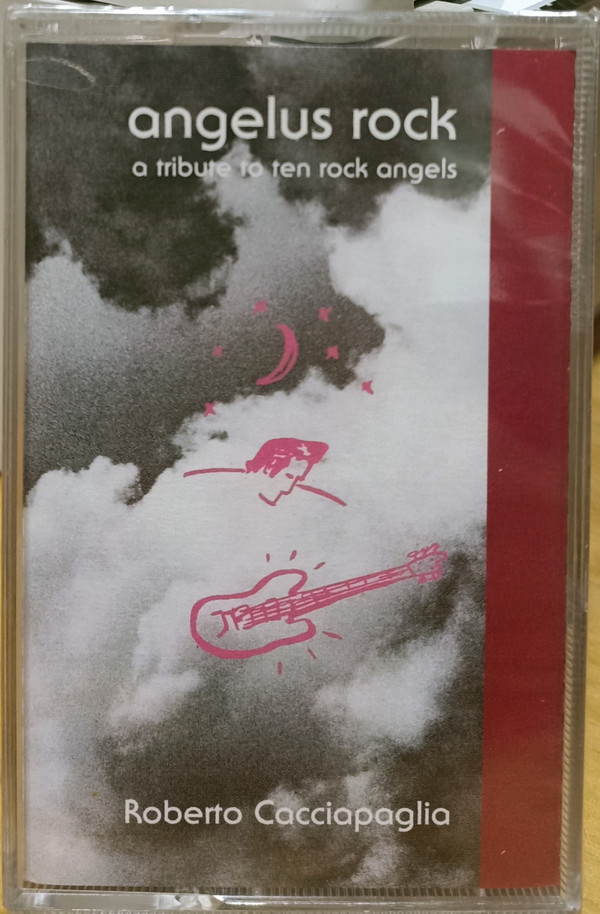 angelus rock
a tribute to ten rock angels
Roberto Cacciapaglia